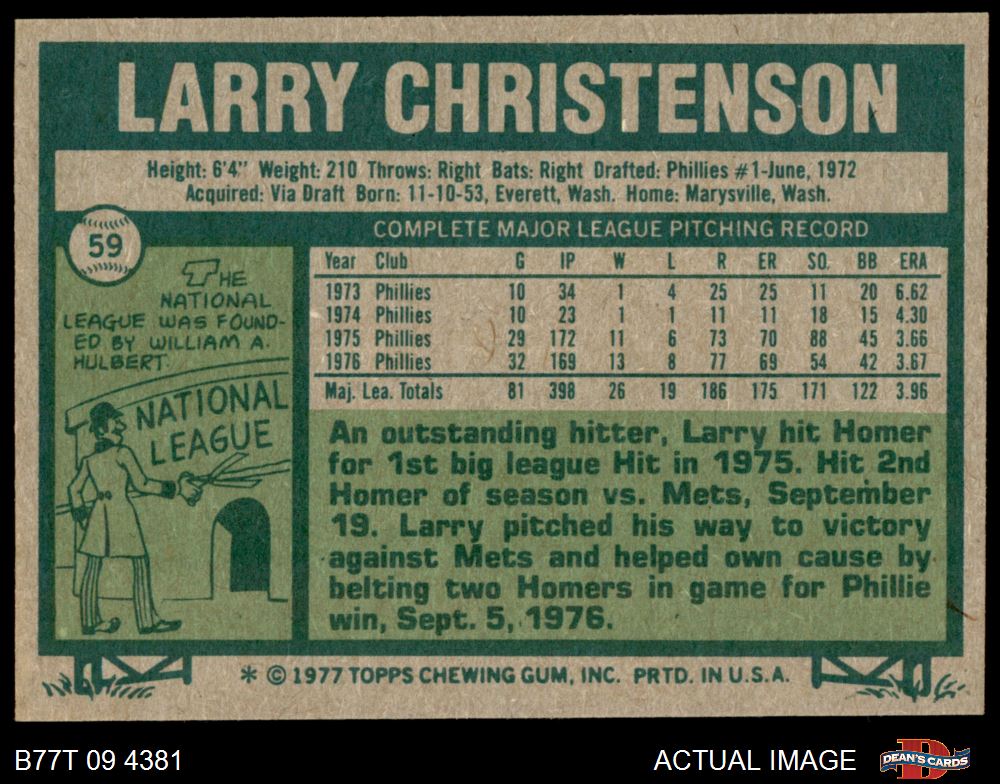 LARRY CHRISTENSON
Height: 6'4" Weight: 210 Throws: Right Bats: Right Drafted: Phillies #1-June, 1972
Acquired: Via Draft Born: 11-10-53, Everett, Wash. Home: Marysville, Wash.
59
THE
NATIONAL
LEAGUE WAS FOUND-
ED BY WILLIAM A.
HULBERT.
NATIONAL
LEAGUE
COMPLETE MAJOR LEAGUE PITCHING RECORD
Year Club G IP W L R ER SO. BB ERA
1973 Phillies 10 34 1 4 25 25 11 20 6.62
1974 Phillies 10 23 1 1 11 11 18 15 4.30
1975 Phillies 29 172 11 6 73 70 88 45 3.66
1976 Phillies 32 169 13 8 77 69 54 42 3.67
Maj. Lea. Totals 81 398 26 19 186 175 171 122 3.96
An outstanding hitter, Larry hit Homer
for 1st big league Hit in 1975. Hit 2nd
Homer of season vs. Mets, September
19. Larry pitched his way to victory
against Mets and helped own cause by
belting two Homers in game for Phillie
win, Sept. 5, 1976.
* © 1977 TOPPS CHEWING GUM, INC. PRTD. IN U.S.A.
B77T 09 4381
ACTUAL IMAGE
DEAN'S CARDS